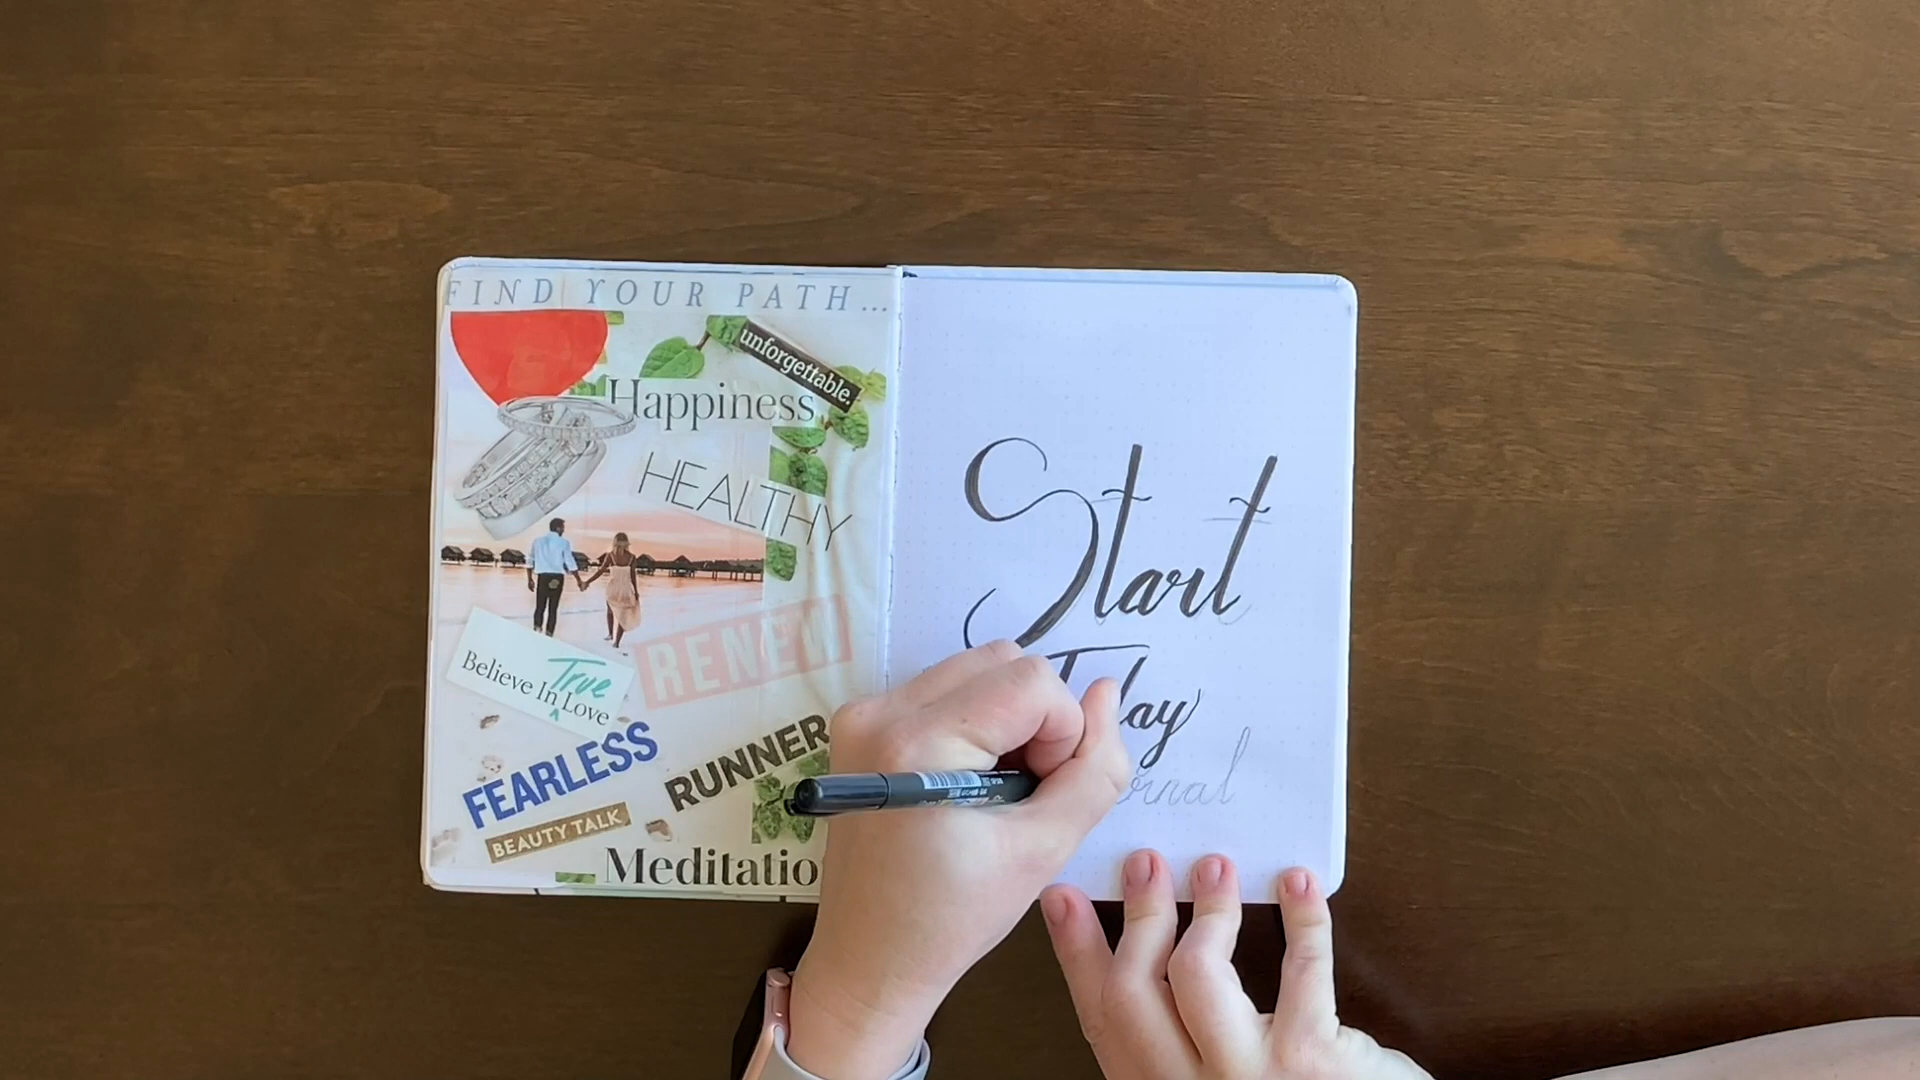 FIND YOUR PATH...
unforgettable.
Happiness
HEALTHY
RENEW
True
Believe In Love
FEARLESS
RUNNER
BEAUTY TALK
Meditatio
Start